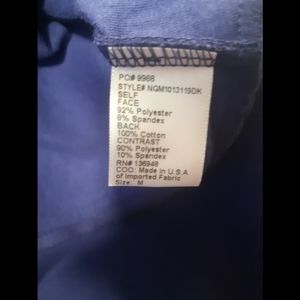 PO# 9968
STYLE# NGM1013119DK
SELF
FACE
92% Polyester
8% Spandex
BACK
100% Cotton
CONTRAST
90% Polyester
10% Spandex
RN# 136948
COO: Made in U.S.A.
of Imported Fabric
Size: M